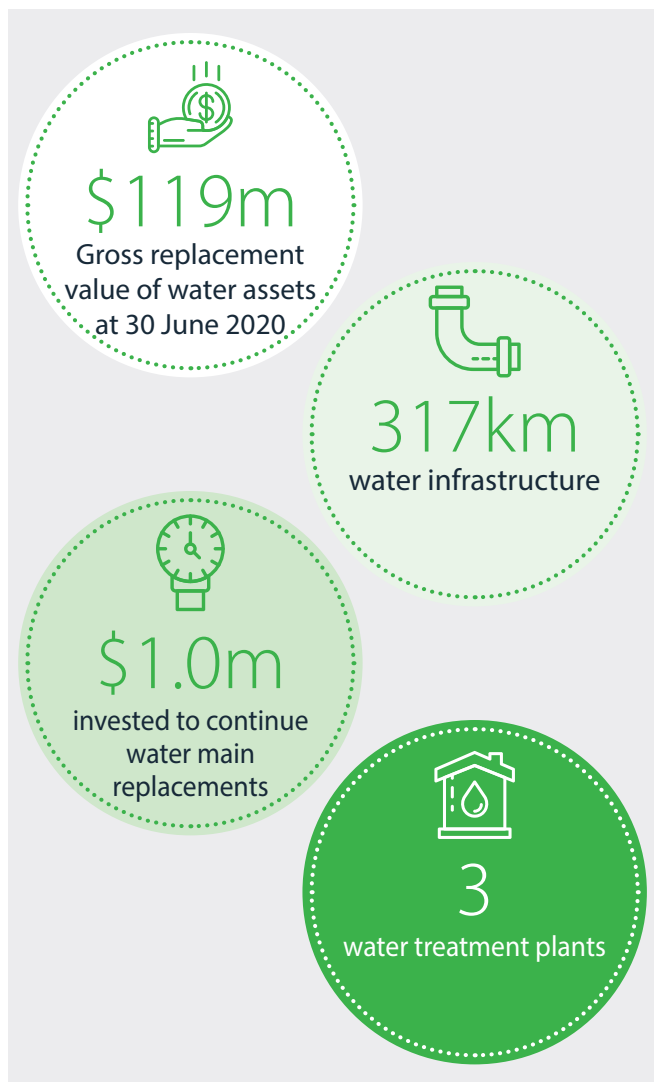 $119m
Gross replacement
value of water assets
at 30 June 2020
317km
water infrastructure
$1.0m
invested to continue
water main
replacements
3
water treatment plants